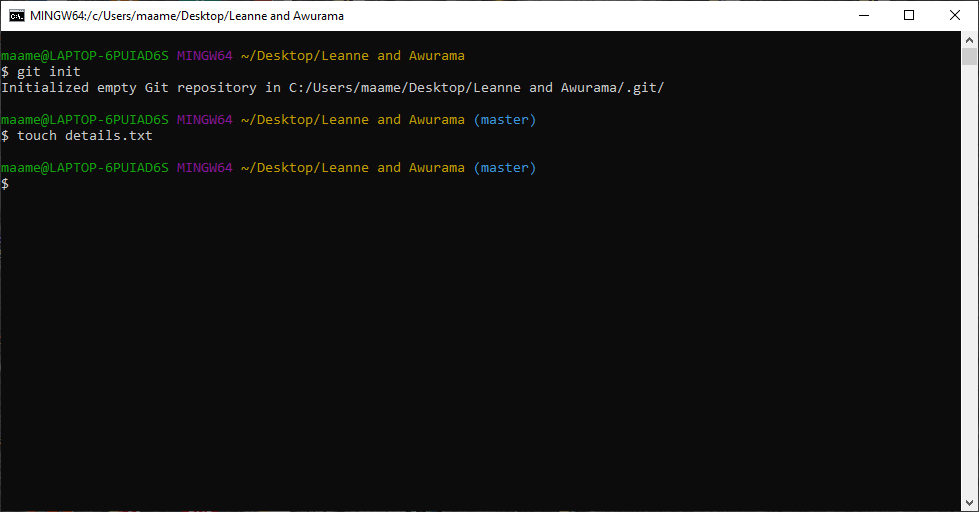 MINGW64:/c/Users/maame/Desktop/Leanne and Awurama
maame@LAPTOP-6PUIAD6S MINGW64 ~/Desktop/Leanne and Awurama
$ git init
Initialized empty Git repository in C:/Users/maame/Desktop/Leanne and Awurama/.git/
maame@LAPTOP-6PUIAD6S MINGW64 ~/Desktop/Leanne and Awurama (master)
$ touch details.txt
maame@LAPTOP-6PUIAD6S MINGW64 ~/Desktop/Leanne and Awurama (master)
$